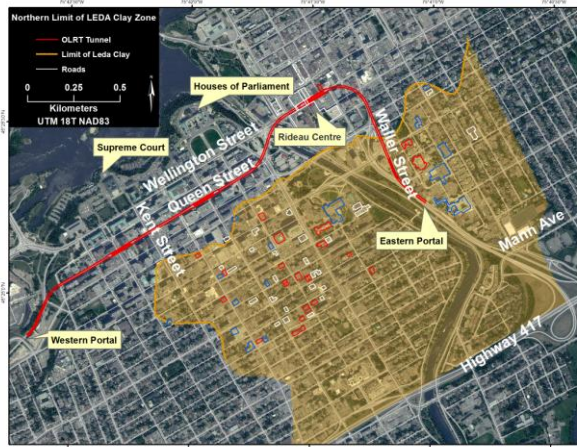 Northern Limit of LEDA Clay Zone
OLRT Tunnel
Limit of Leda Clay
Roads
0 0.25 0.5
Kilometers
UTM 18T NAD83
Houses of Parliament
Supreme Court
Wellington Street
Rideau Centre
Queen Street
Waller Street
Kent Street
Eastern Portal
Mann Ave
Western Portal
Highway 417